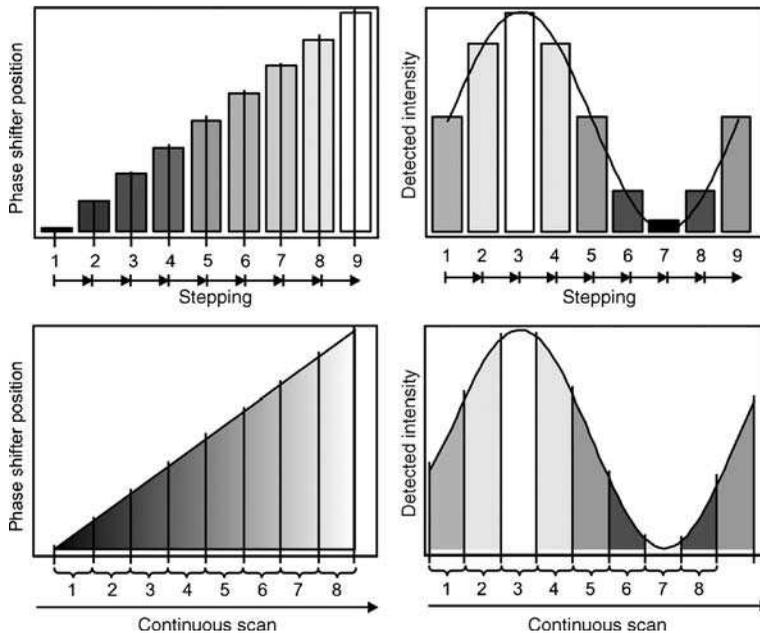 Phase shifter position
1 2 3 4 5 6 7 8 9
Stepping
Detected intensity
1 2 3 4 5 6 7 8 9
Stepping
Phase shifter position
1 2 3 4 5 6 7 8
Continuous scan
Detected intensity
1 2 3 4 5 6 7 8
Continuous scan